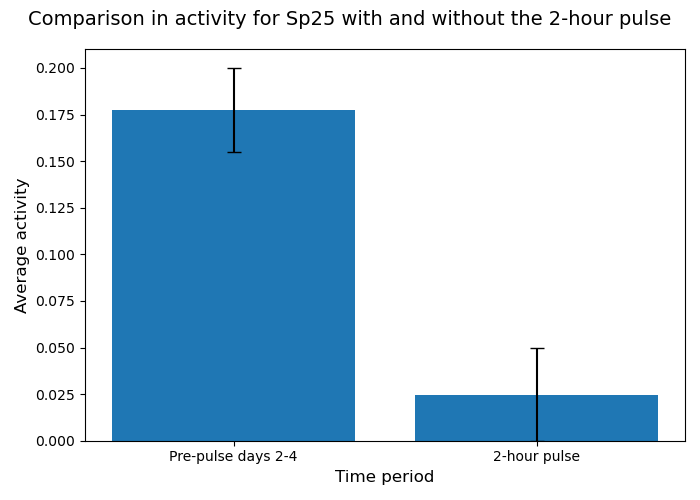 Comparison in activity for Sp25 with and without the 2-hour pulse
0.200
0.175
0.150
0.125
0.100
0.075
0.050
0.025
0.000
Average activity
Pre-pulse days 2-4
2-hour pulse
Time period